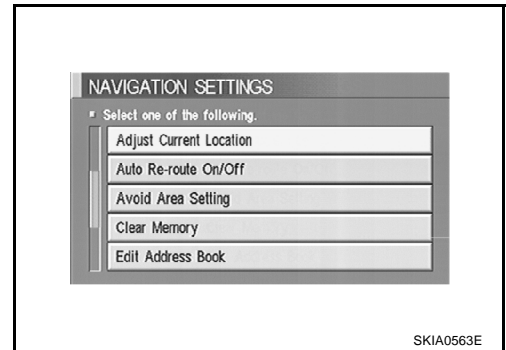 NAVIGATION SETTINGS
Select one of the following.
Adjust Current Location
Auto Re-route On/Off
Avoid Area Setting
Clear Memory
Edit Address Book
SKIA0563E